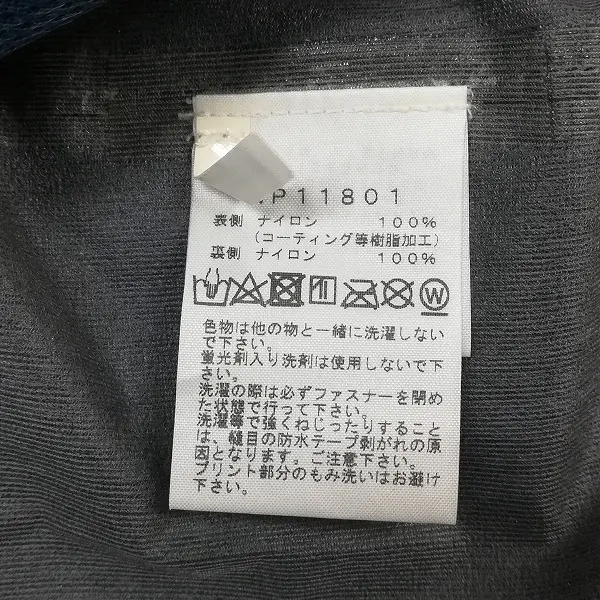 P11801
表側 ナイロン 100%
(コーティング等樹脂加工)
裏側 ナイロン 100%
W
色物は他の物と一緒に洗濯しない
で下さい。
蛍光剤入り洗剤は使用しないで下
さい。
洗濯の際は必ずファスナーを閉め
た状態で行って下さい。
洗濯等で強くねじったりすること
は、縫目の防水テープ剥がれの原
因となります。ご注意下さい。
プリント部分のもみ洗いはお避け
下さい。